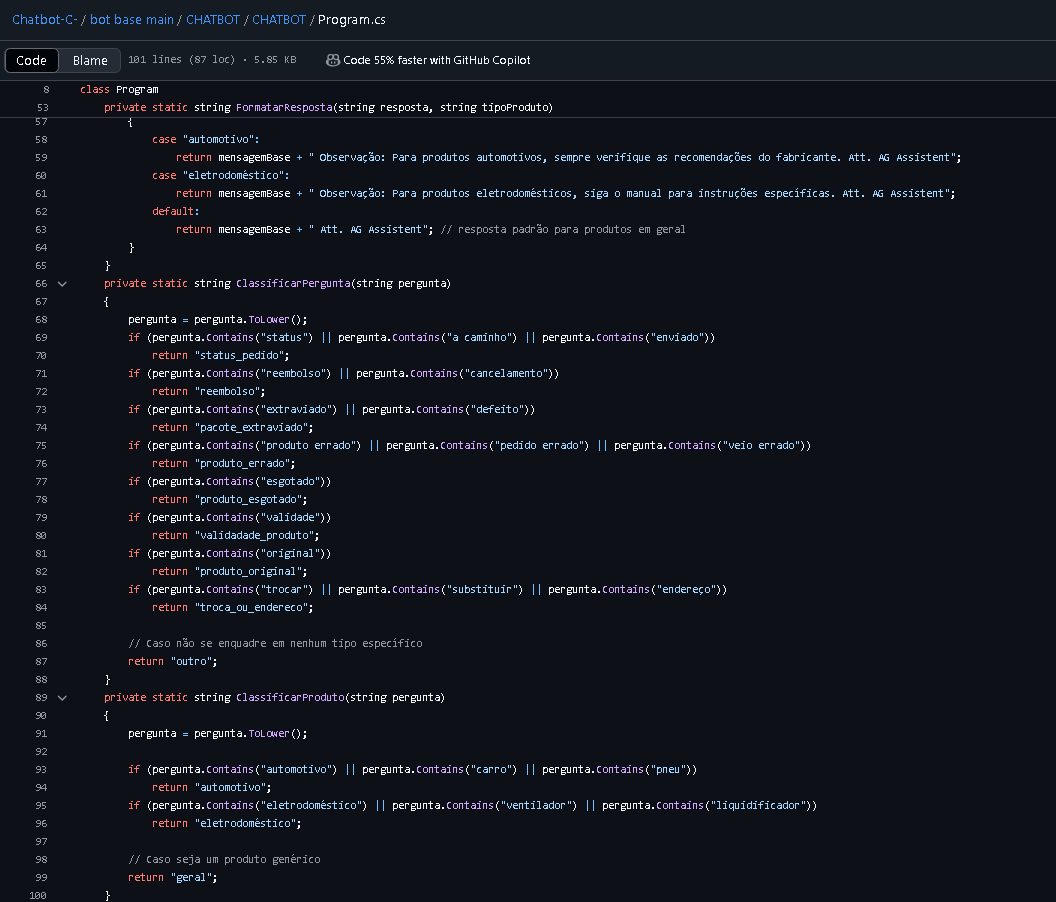 Chatbot-C- / bot base main / CHATBOT / CHATBOT / Program.cs
Code Blame 101 lines (87 loc) · 5.85 KB Code 55% faster with GitHub Copilot
8 class Program
53 private static string FormatarResposta(string resposta, string tipoProduto)
57 {
58 case "automotivo":
59 return mensagemBase + " Observação: Para produtos automotivos, sempre verifique as recomendações do fabricante. Att. AG Assistent";
60 case "eletrodoméstico":
61 return mensagemBase + " Observação: Para produtos eletrodomésticos, siga o manual para instruções específicas. Att. AG Assistent";
62 default:
63 return mensagemBase + " Att. AG Assistent"; // resposta padrão para produtos em geral
64 }
65 }
66 private static string ClassificarPergunta(string pergunta)
67 {
68 pergunta = pergunta.ToLower();
69 if (pergunta.Contains("status") || pergunta.Contains("a caminho") || pergunta.Contains("enviado"))
70 return "status_pedido";
71 if (pergunta.Contains("reembolso") || pergunta.Contains("cancelamento"))
72 return "reembolso";
73 if (pergunta.Contains("extraviado") || pergunta.Contains("defeito"))
74 return "pacote_extraviado";
75 if (pergunta.Contains("produto errado") || pergunta.Contains("pedido errado") || pergunta.Contains("veio errado"))
76 return "produto_errado";
77 if (pergunta.Contains("esgotado"))
78 return "produto_esgotado";
79 if (pergunta.Contains("validade"))
80 return "validadade_produto";
81 if (pergunta.Contains("original"))
82 return "produto_original";
83 if (pergunta.Contains("trocar") || pergunta.Contains("substituir") || pergunta.Contains("endereço"))
84 return "troca_ou_endereco";
85
86 // Caso não se enquadre em nenhum tipo específico
87 return "outro";
88 }
89 private static string ClassificarProduto(string pergunta)
90 {
91 pergunta = pergunta.ToLower();
92
93 if (pergunta.Contains("automotivo") || pergunta.Contains("carro") || pergunta.Contains("pneu"))
94 return "automotivo";
95 if (pergunta.Contains("eletrodoméstico") || pergunta.Contains("ventilador") || pergunta.Contains("liquidificador"))
96 return "eletrodoméstico";
97
98 // Caso seja um produto genérico
99 return "geral";
100 }